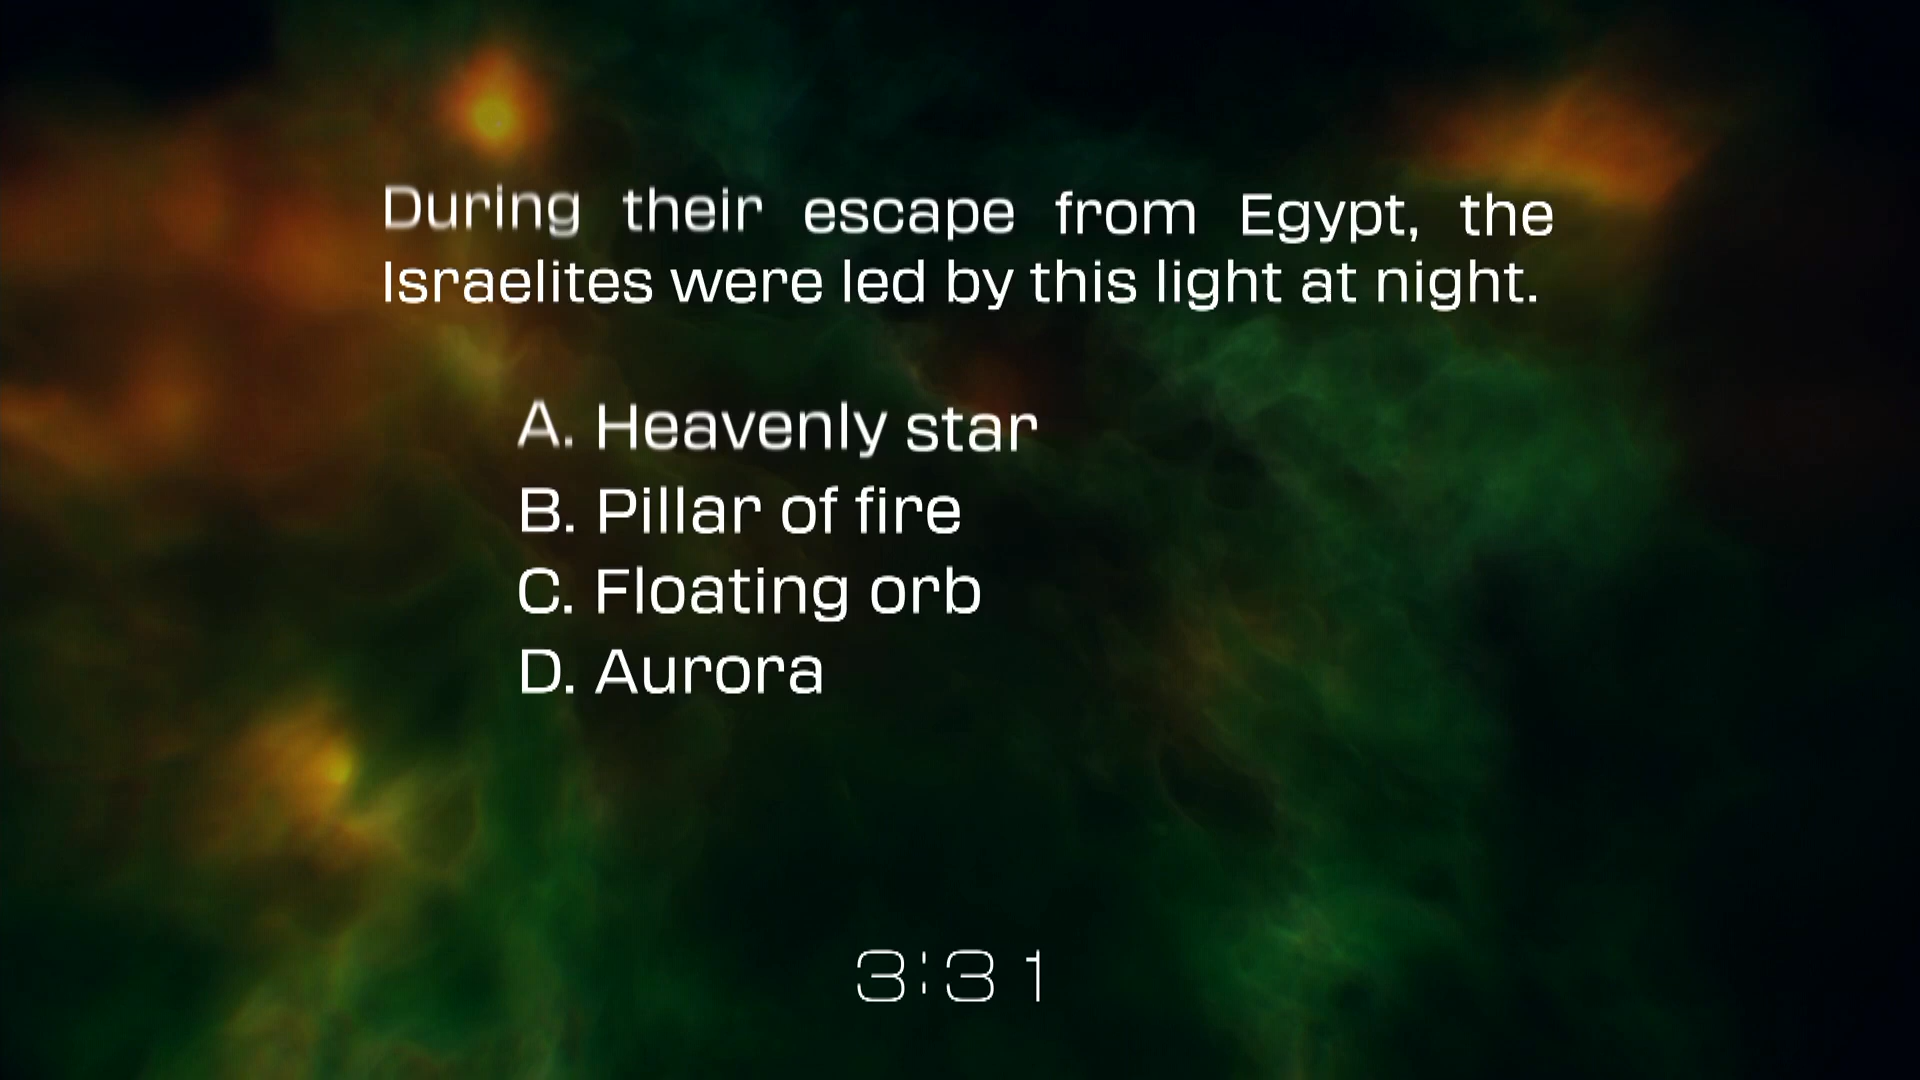 During their escape from Egypt, the
Israelites were led by this light at night.
A. Heavenly star
B. Pillar of fire
C. Floating orb
D. Aurora
3:31